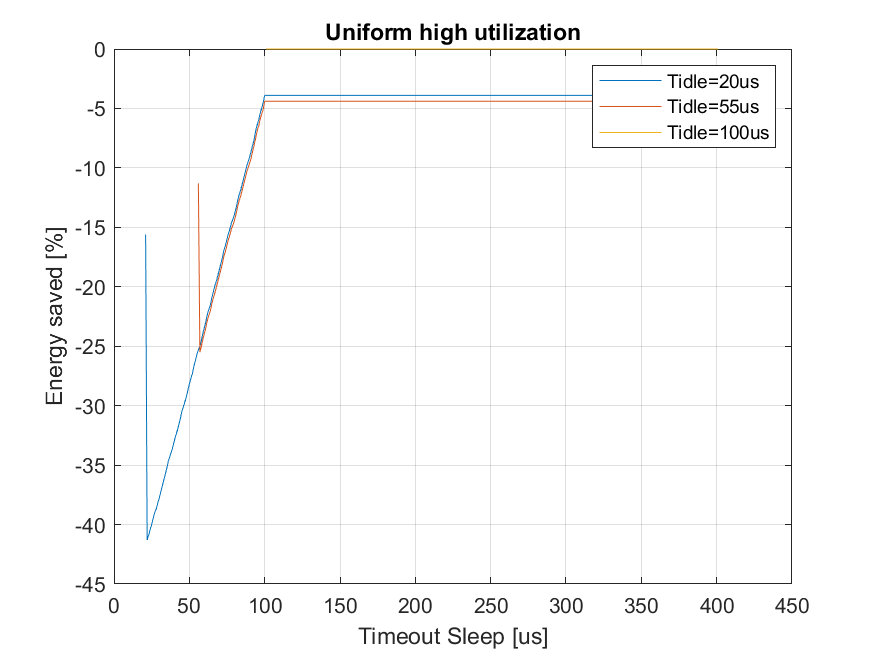 Uniform high utilization
0
-5
-10
-15
-20
-25
-30
-35
-40
-45
Energy saved [%]
Tidle=20us
Tidle=55us
Tidle=100us
0 50 100 150 200 250 300 350 400 450
Timeout Sleep [us]